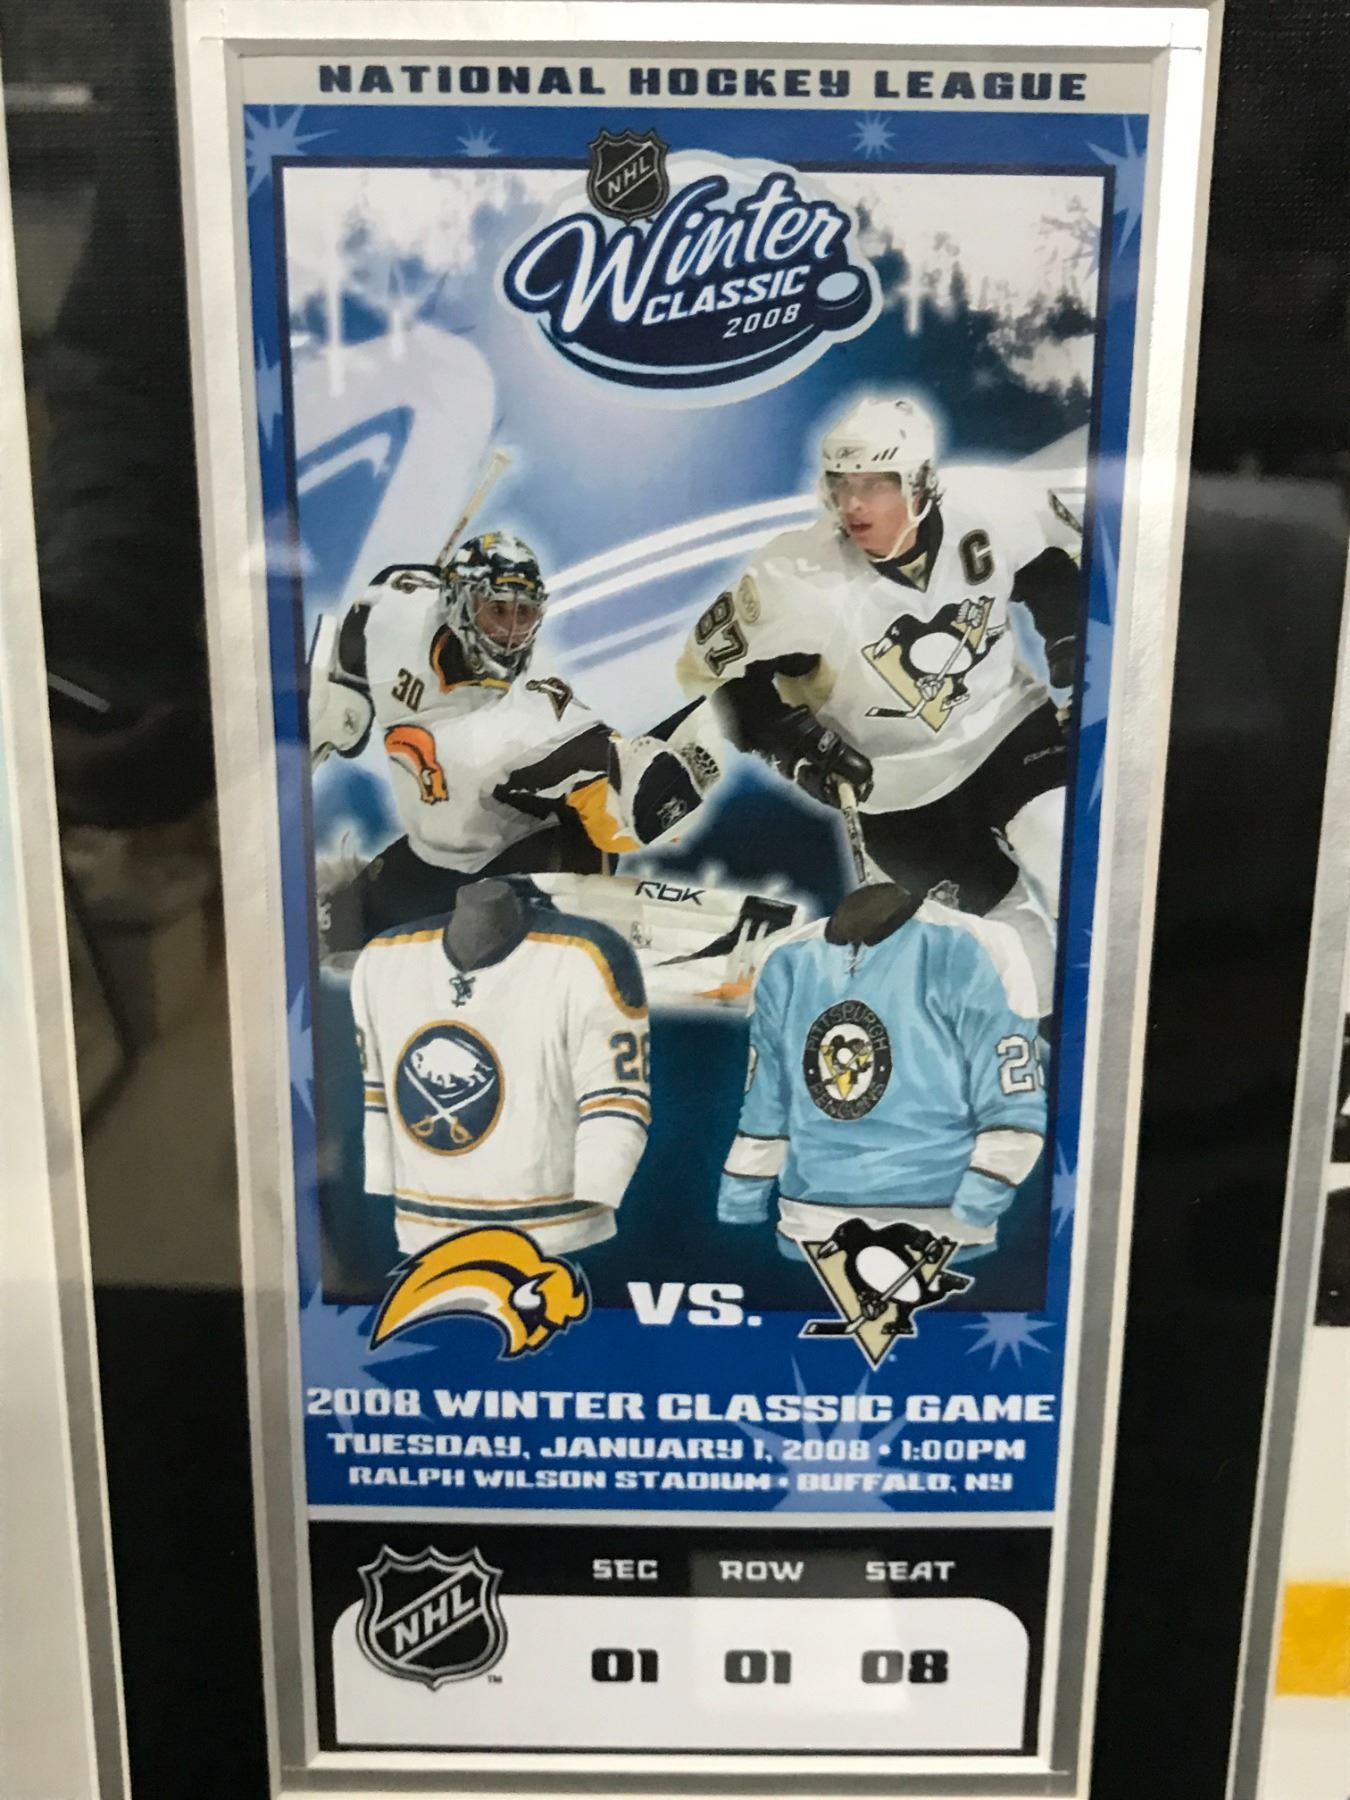 NATIONAL HOCKEY LEAGUE
NHL
Winter
CLASSIC
2008
C
87
30
RBK
28
PITTSBURGH
PENGUINS
VS.
2008 WINTER CLASSIC GAME
TUESDAY, JANUARY 1, 2008 • 1:00PM
RALPH WILSON STADIUM • BUFFALO, NY
SEC ROW SEAT
NHL
TM
01 01 08